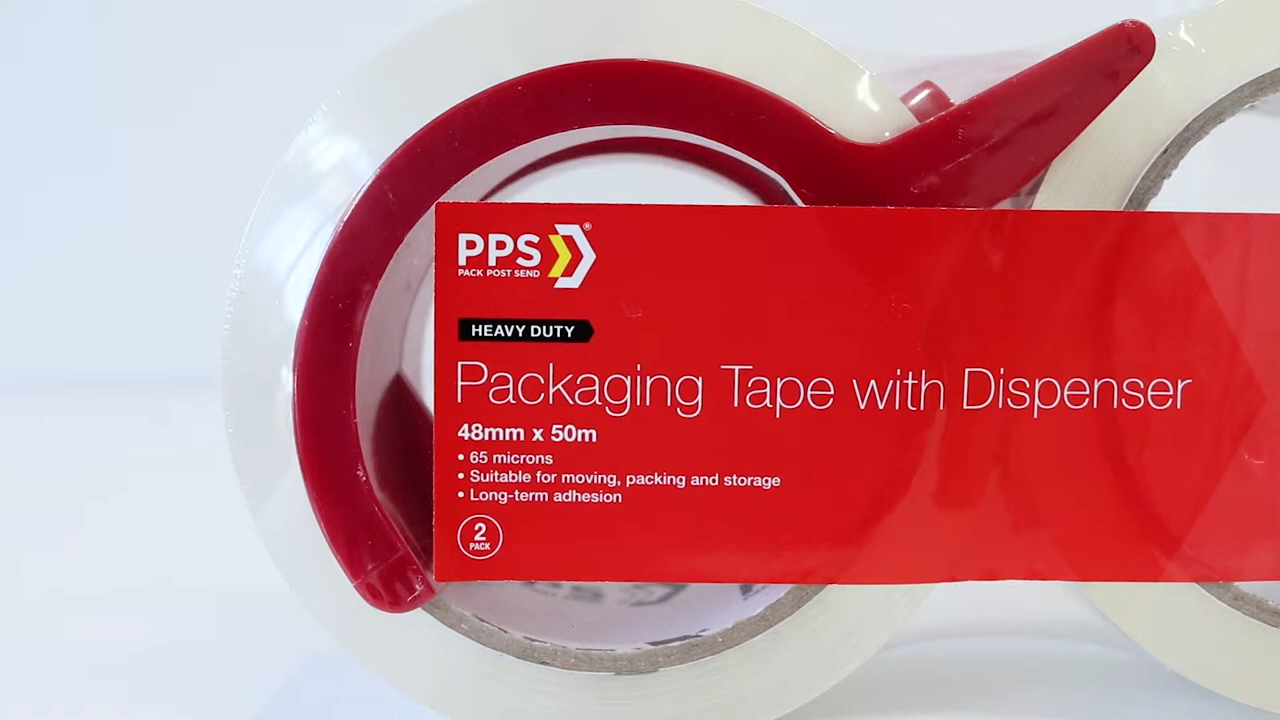 PPS®
PACK POST SEND
HEAVY DUTY
Packaging Tape with Dispenser
48mm x 50m
• 65 microns
• Suitable for moving, packing and storage
• Long-term adhesion
2
PACK